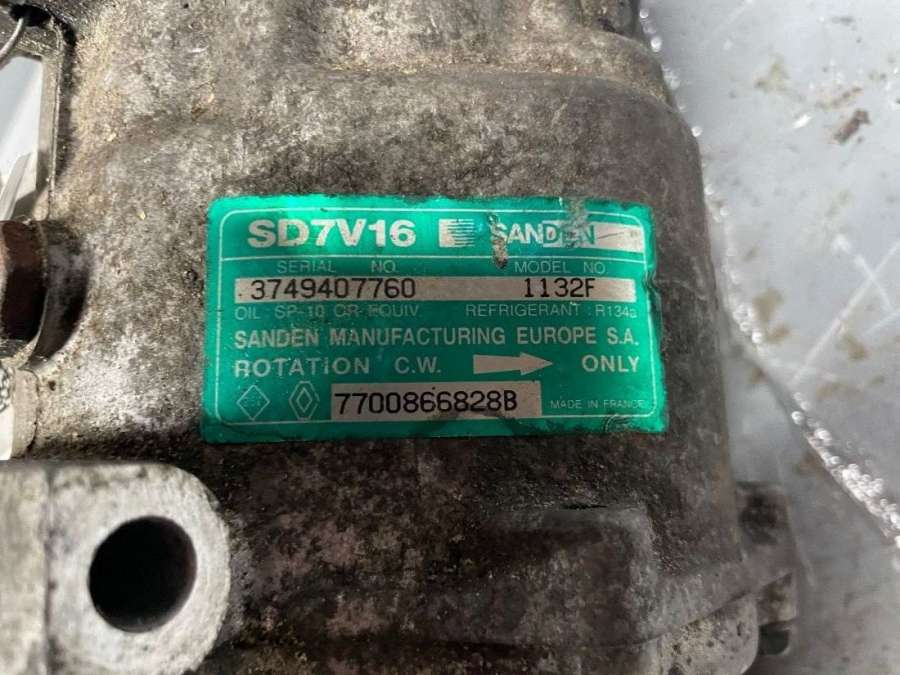 SD7V16 SANDEN
SERIAL NO. MODEL NO.
3749407760 1132F
OIL : SP-10 OR EQUIV. REFRIGERANT : R134a
SANDEN MANUFACTURING EUROPE S.A.
ROTATION C.W. ONLY
7700866828B MADE IN FRANCE